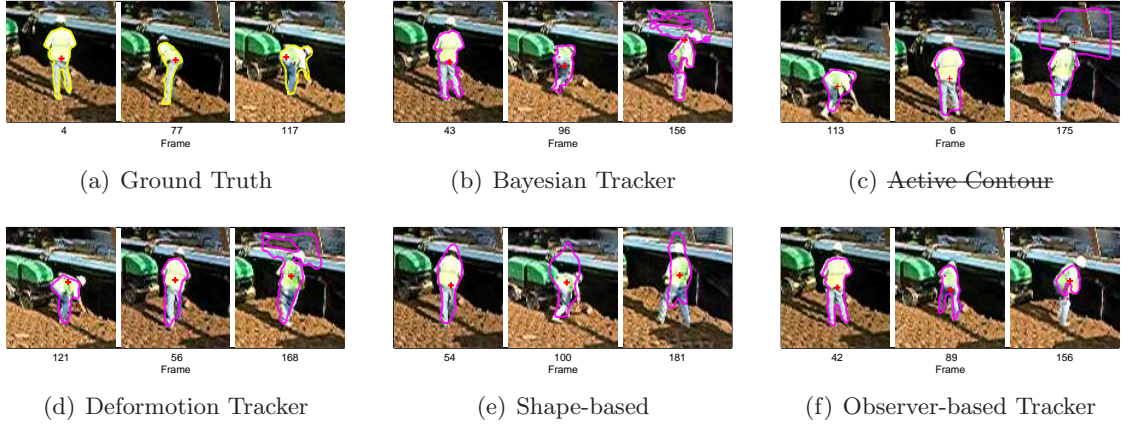 4 77 117
Frame
43 96 156
Frame
113 6 175
Frame
(a) Ground Truth
(b) Bayesian Tracker
(c) Active Contour
121 56 168
Frame
54 100 181
Frame
42 89 156
Frame
(d) Deformotion Tracker
(e) Shape-based
(f) Observer-based Tracker